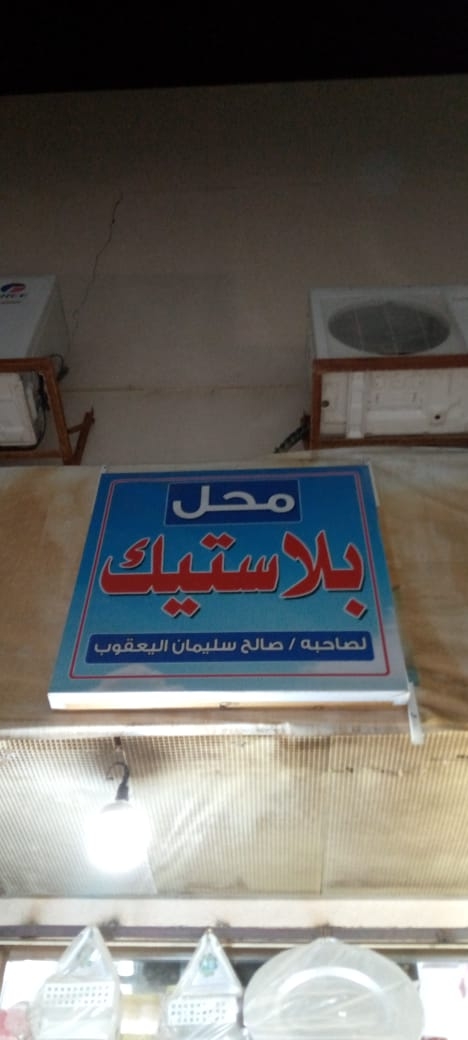 محل
بلاستيك
لصاحبه / صالح سليمان اليعقوب